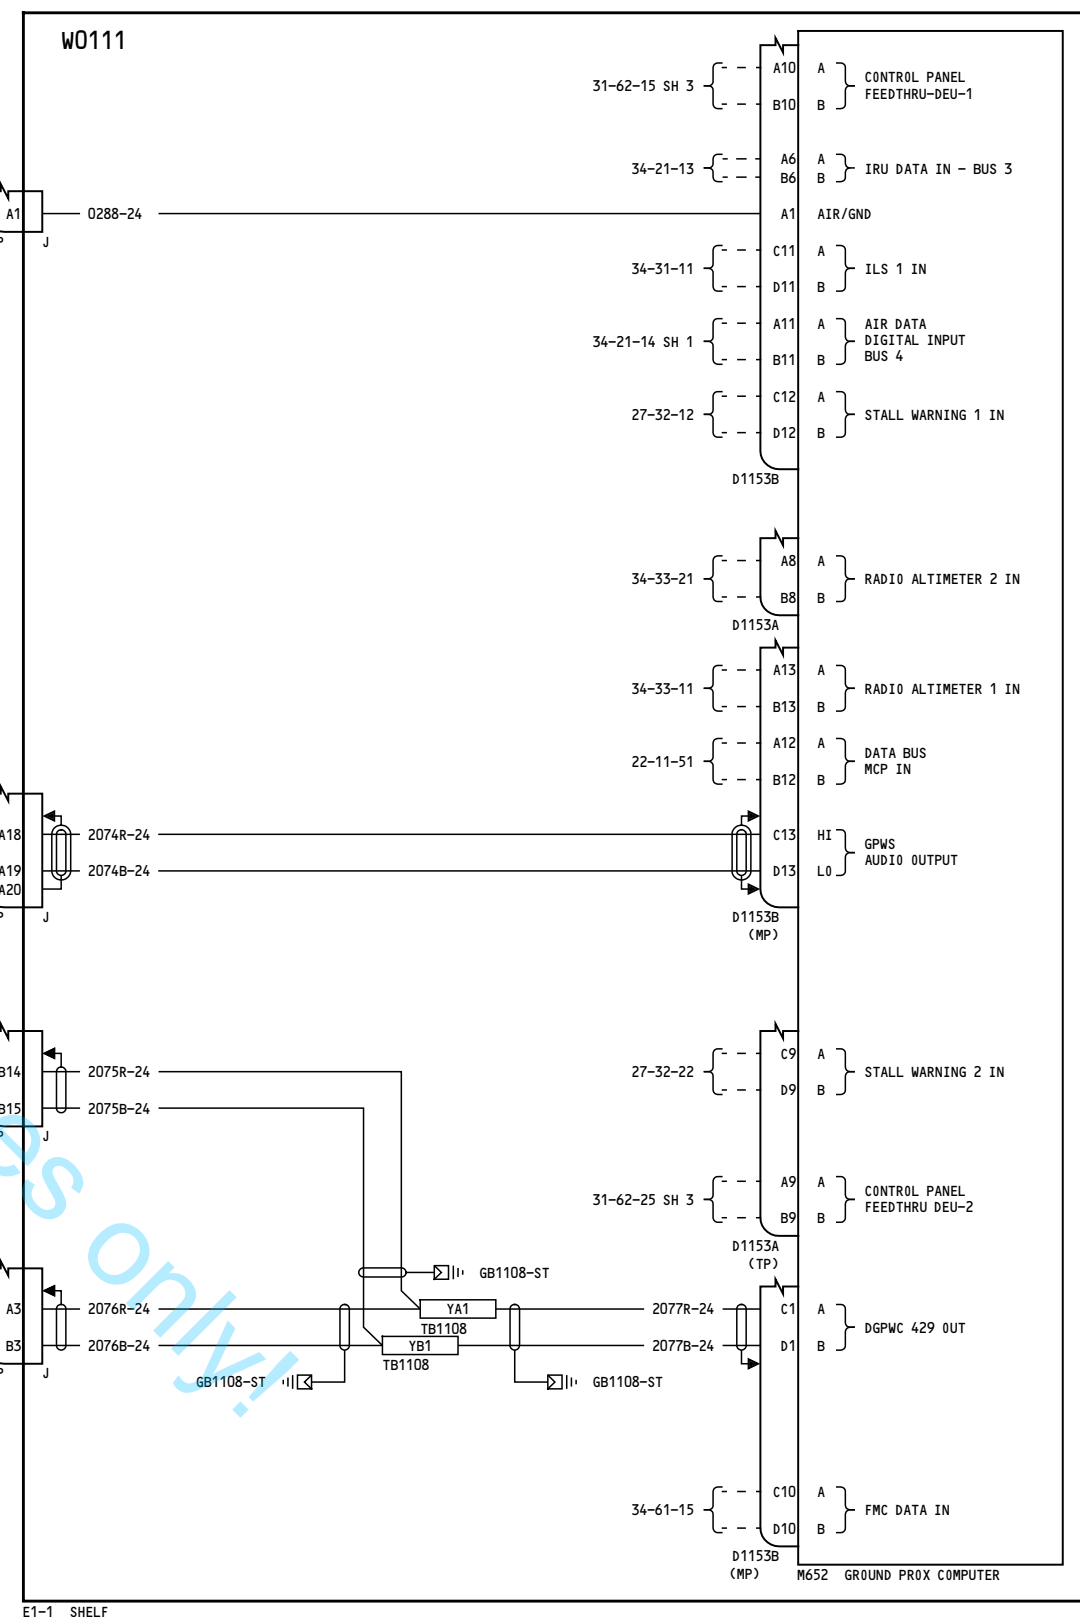 W0111
31-62-15 SH 3
A10 A
B10 B
CONTROL PANEL
FEEDTHRU-DEU-1
34-21-13
A6 A
B6 B
IRU DATA IN - BUS 3
A1
P J
0288-24
A1 AIR/GND
34-31-11
C11 A
D11 B
ILS 1 IN
34-21-14 SH 1
A11 A
B11 B
AIR DATA
DIGITAL INPUT
BUS 4
27-32-12
C12 A
D12 B
STALL WARNING 1 IN
D1153B
34-33-21
A8 A
B8 B
RADIO ALTIMETER 2 IN
D1153A
34-33-11
A13 A
B13 B
RADIO ALTIMETER 1 IN
22-11-51
A12 A
B12 B
DATA BUS
MCP IN
A18 2074R-24 C13 HI
A19 2074B-24 D13 LO
A20
GPWS
AUDIO OUTPUT
P J
D1153B
(MP)
27-32-22
C9 A
D9 B
STALL WARNING 2 IN
B14 2075R-24
B15 2075B-24
P J
31-62-25 SH 3
A9 A
B9 B
CONTROL PANEL
FEEDTHRU DEU-2
D1153A
(TP)
GB1108-ST
A3 2076R-24 YA1 2077R-24 C1 A
TB1108
B3 2076B-24 YB1 2077B-24 D1 B
TB1108
DGPWC 429 OUT
P J
GB1108-ST
GB1108-ST
34-61-15
C10 A
D10 B
FMC DATA IN
D1153B
(MP)
M652 GROUND PROX COMPUTER
E1-1 SHELF
es only!